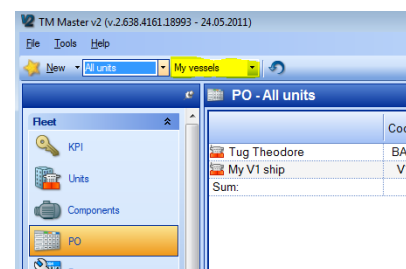 TM Master v2 (v.2.638.4161.18993 - 24.05.2011)
File Tools Help
New All units My vessels
PO - All units
Fleet
KPI
Units
Components
PO
Tug Theodore BA
My V1 ship V
Sum: